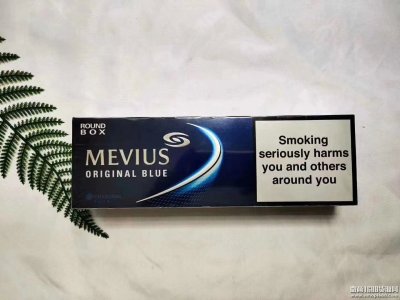 ROUND
BOX
MEVIUS
ORIGINAL BLUE
Smoking
seriously harms
you and others
around you